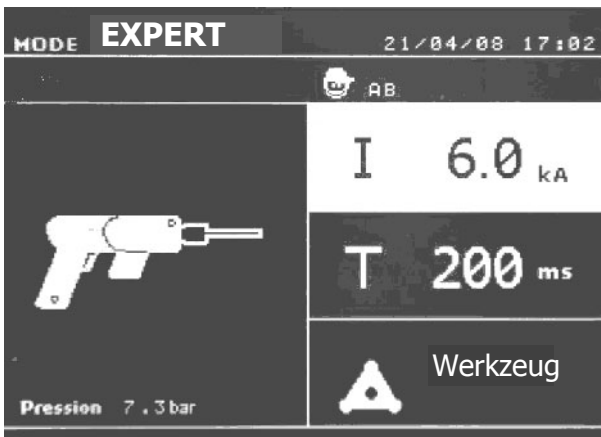 MODE EXPERT 21/04/08 17:02
AB
I 6.0 kA
T 200 ms
Werkzeug
Pression 7.3 bar